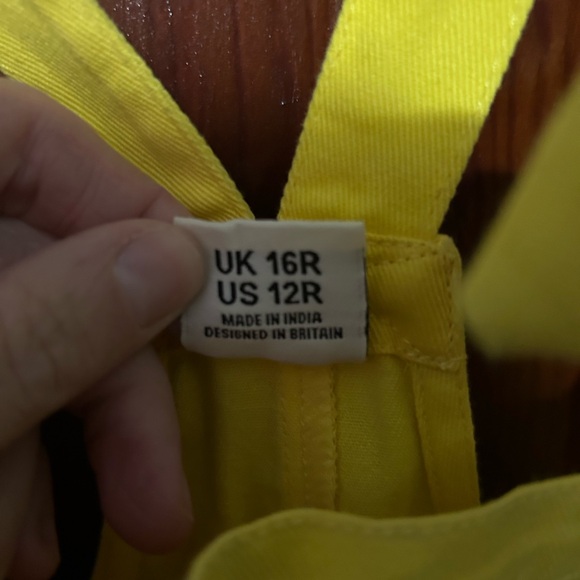 UK 16R
US 12R
MADE IN INDIA
DESIGNED IN BRITAIN